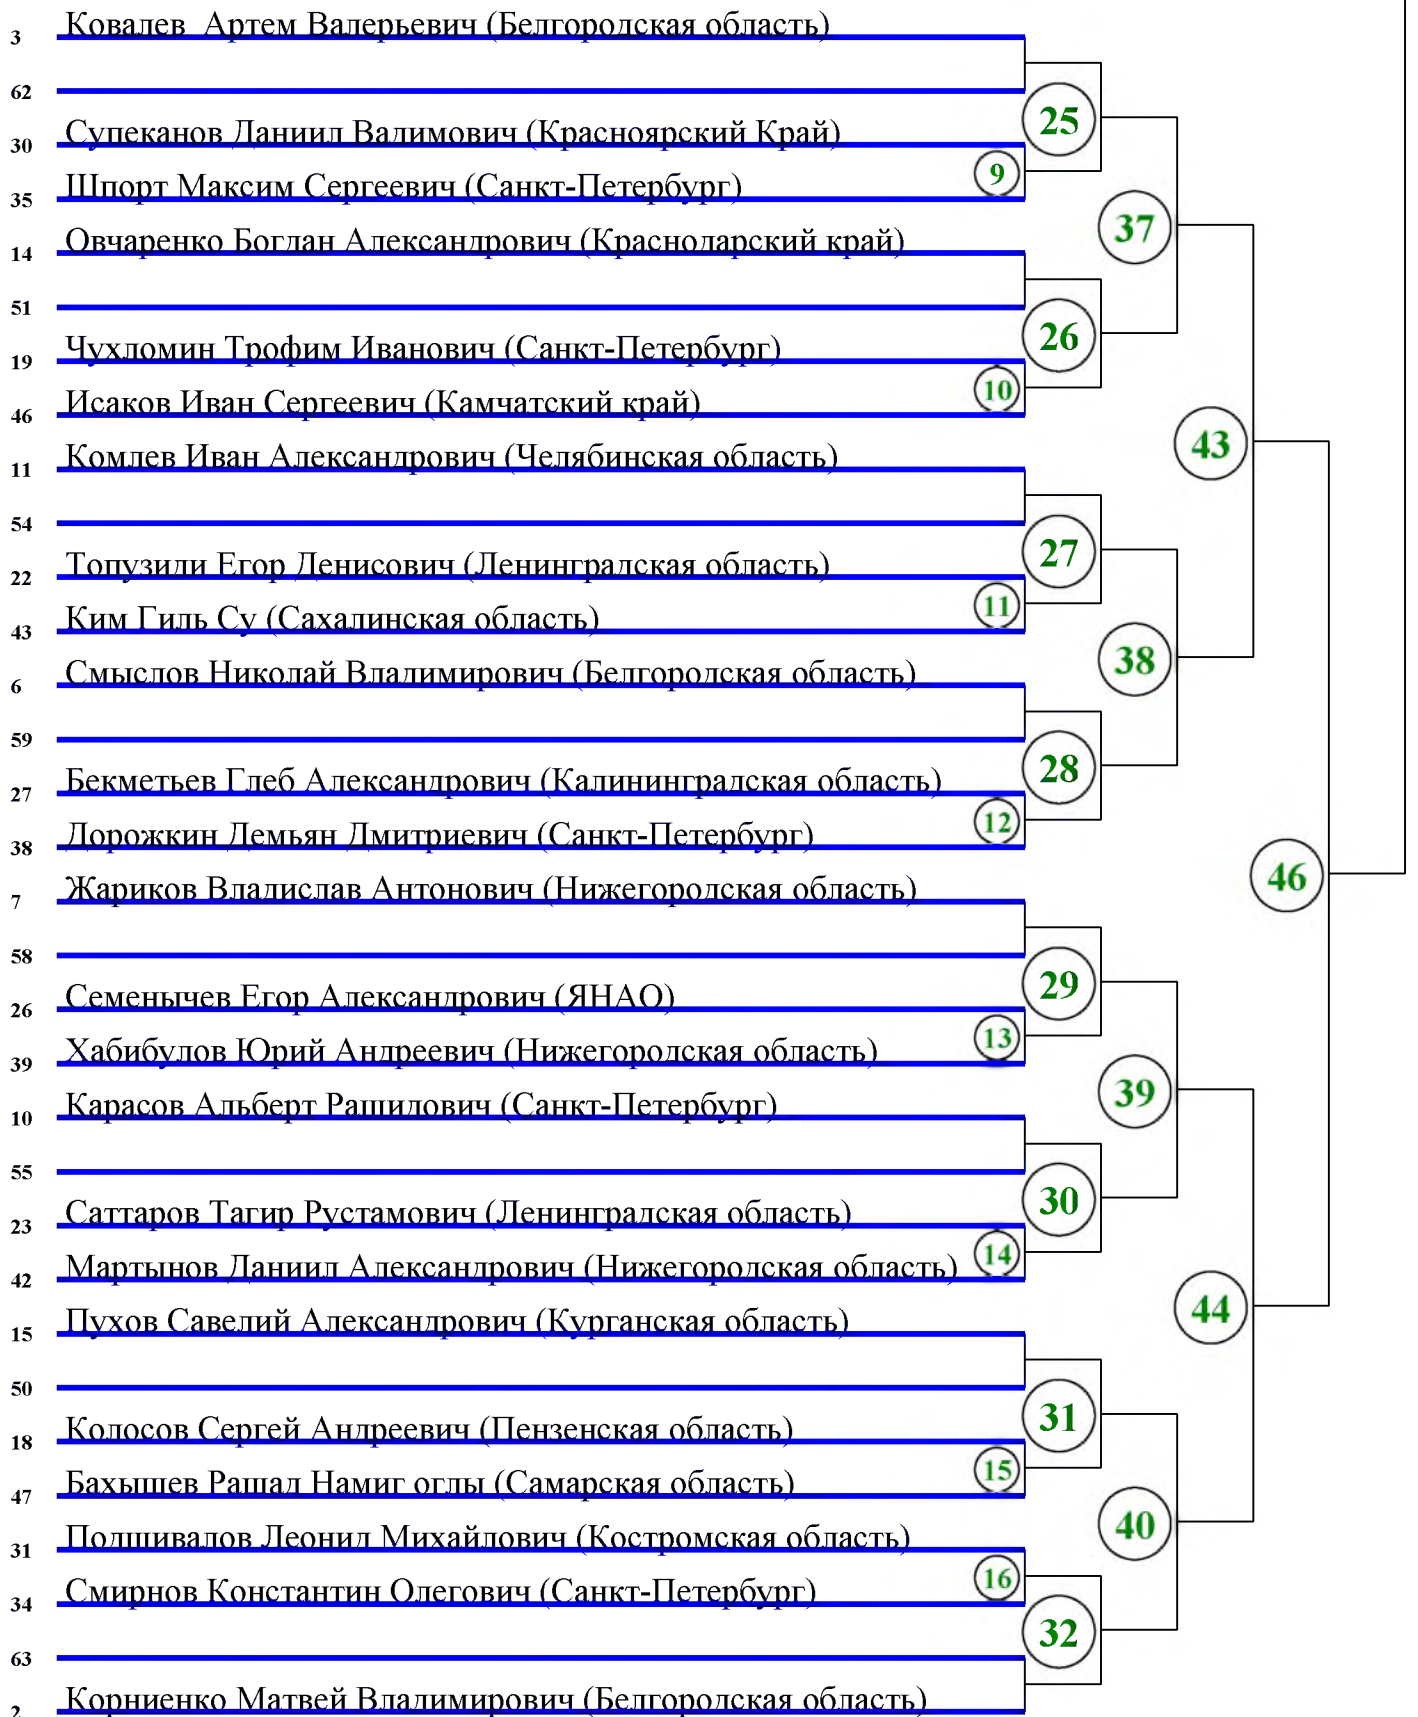 3 Ковалев Артем Валерьевич (Белгородская область)
62
25
30 Супеканов Даниил Вадимович (Красноярский Край)
9
35 Шпорт Максим Сергеевич (Санкт-Петербург)
37
14 Овчаренко Богдан Александрович (Краснодарский край)
51
26
19 Чухломин Трофим Иванович (Санкт-Петербург)
10
46 Исаков Иван Сергеевич (Камчатский край)
43
11 Комлев Иван Александрович (Челябинская область)
54
27
22 Топузиди Егор Денисович (Ленинградская область)
11
43 Ким Гиль Су (Сахалинская область)
38
6 Смыслов Николай Владимирович (Белгородская область)
59
28
27 Бекметьев Глеб Александрович (Калининградская область)
12
38 Дорожкин Демьян Дмитриевич (Санкт-Петербург)
46
7 Жариков Владислав Антонович (Нижегородская область)
58
29
26 Семенычев Егор Александрович (ЯНАО)
13
39 Хабибулов Юрий Андреевич (Нижегородская область)
39
10 Карасов Альберт Рашидович (Санкт-Петербург)
55
30
23 Саттаров Тагир Рустамович (Ленинградская область)
14
42 Мартынов Даниил Александрович (Нижегородская область)
44
15 Пухов Савелий Александрович (Курганская область)
50
31
18 Колосов Сергей Андреевич (Пензенская область)
15
47 Бахышев Рашад Намиг оглы (Самарская область)
40
31 Подшивалов Леонид Михайлович (Костромская область)
16
34 Смирнов Константин Олегович (Санкт-Петербург)
32
63
2 Корниенко Матвей Владимирович (Белгородская область)